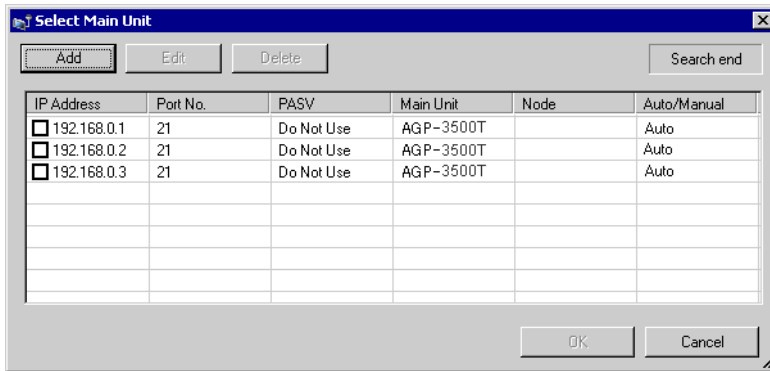 Select Main Unit
Add Edit Delete Search end
IP Address Port No. PASV Main Unit Node Auto/Manual
192.168.0.1 21 Do Not Use AGP-3500T Auto
192.168.0.2 21 Do Not Use AGP-3500T Auto
192.168.0.3 21 Do Not Use AGP-3500T Auto
OK Cancel